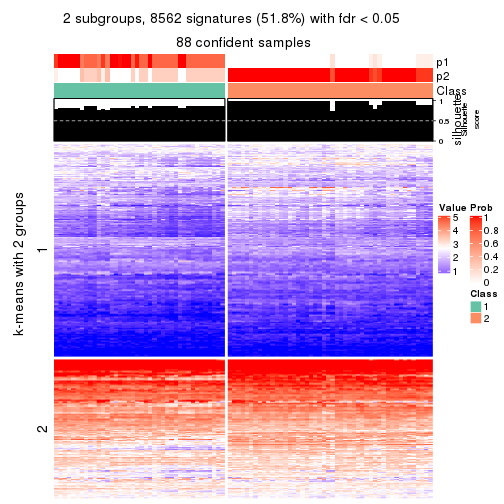 2 subgroups, 8562 signatures (51.8%) with fdr < 0.05
88 confident samples
p1
p2
Class
silhouette
Silhouette
score
1
0.5
0
k-means with 2 groups
1
2
Value
5
4
3
2
1
Prob
1
0.8
0.6
0.4
0.2
0
Class
1
2